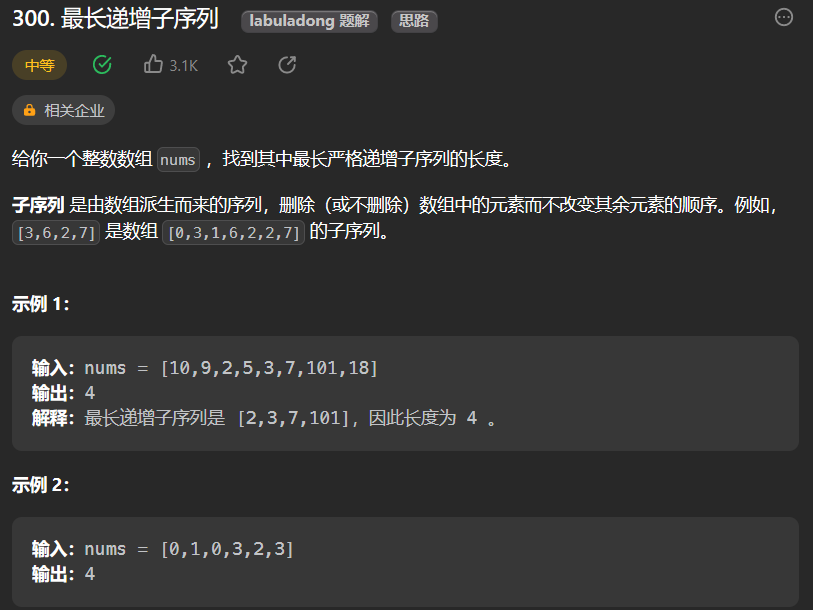 300. 最长递增子序列 labuladong 题解 思路
中等 3.1K
相关企业
给你一个整数数组 nums ，找到其中最长严格递增子序列的长度。
子序列 是由数组派生而来的序列，删除（或不删除）数组中的元素而不改变其余元素的顺序。例如，
[3,6,2,7] 是数组 [0,3,1,6,2,2,7] 的子序列。
示例 1：
输入：nums = [10,9,2,5,3,7,101,18]
输出：4
解释：最长递增子序列是 [2,3,7,101]，因此长度为 4 。
示例 2：
输入：nums = [0,1,0,3,2,3]
输出：4